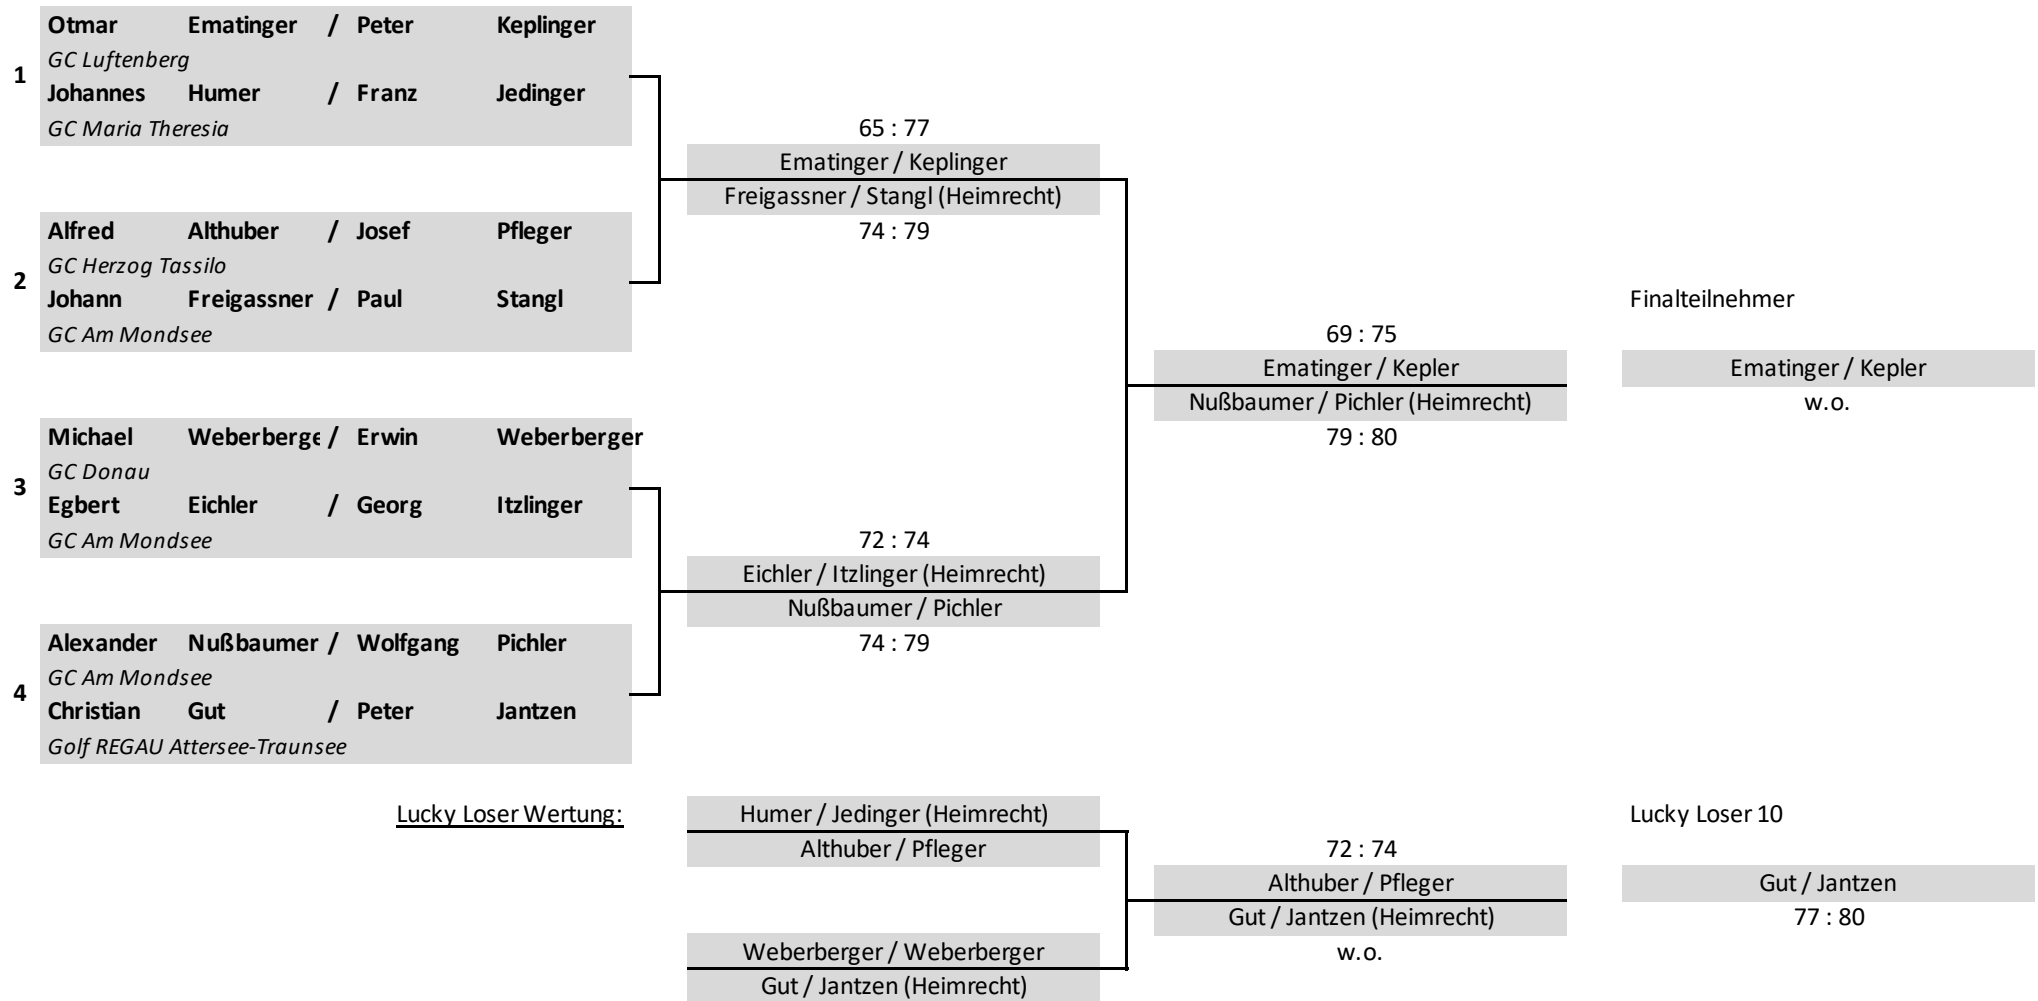 Otmar Ematinger / Peter Keplinger
GC Luftenberg
1
Johannes Humer / Franz Jedinger
GC Maria Theresia
65 : 77
Ematinger / Keplinger
Freigassner / Stangl (Heimrecht)
74 : 79
Alfred Althuber / Josef Pfleger
GC Herzog Tassilo
2
Johann Freigassner / Paul Stangl
GC Am Mondsee
Finalteilnehmer
69 : 75
Ematinger / Kepler
Nußbaumer / Pichler (Heimrecht)
79 : 80
Ematinger / Kepler
w.o.
Michael Weberberge / Erwin Weberberger
GC Donau
3
Egbert Eichler / Georg Itzlinger
GC Am Mondsee
72 : 74
Eichler / Itzlinger (Heimrecht)
Nußbaumer / Pichler
74 : 79
Alexander Nußbaumer / Wolfgang Pichler
GC Am Mondsee
4
Christian Gut / Peter Jantzen
Golf REGAU Attersee-Traunsee
Lucky Loser Wertung:
Humer / Jedinger (Heimrecht)
Althuber / Pfleger
Weberberger / Weberberger
Gut / Jantzen (Heimrecht)
72 : 74
Althuber / Pfleger
Gut / Jantzen (Heimrecht)
w.o.
Lucky Loser 10
Gut / Jantzen
77 : 80